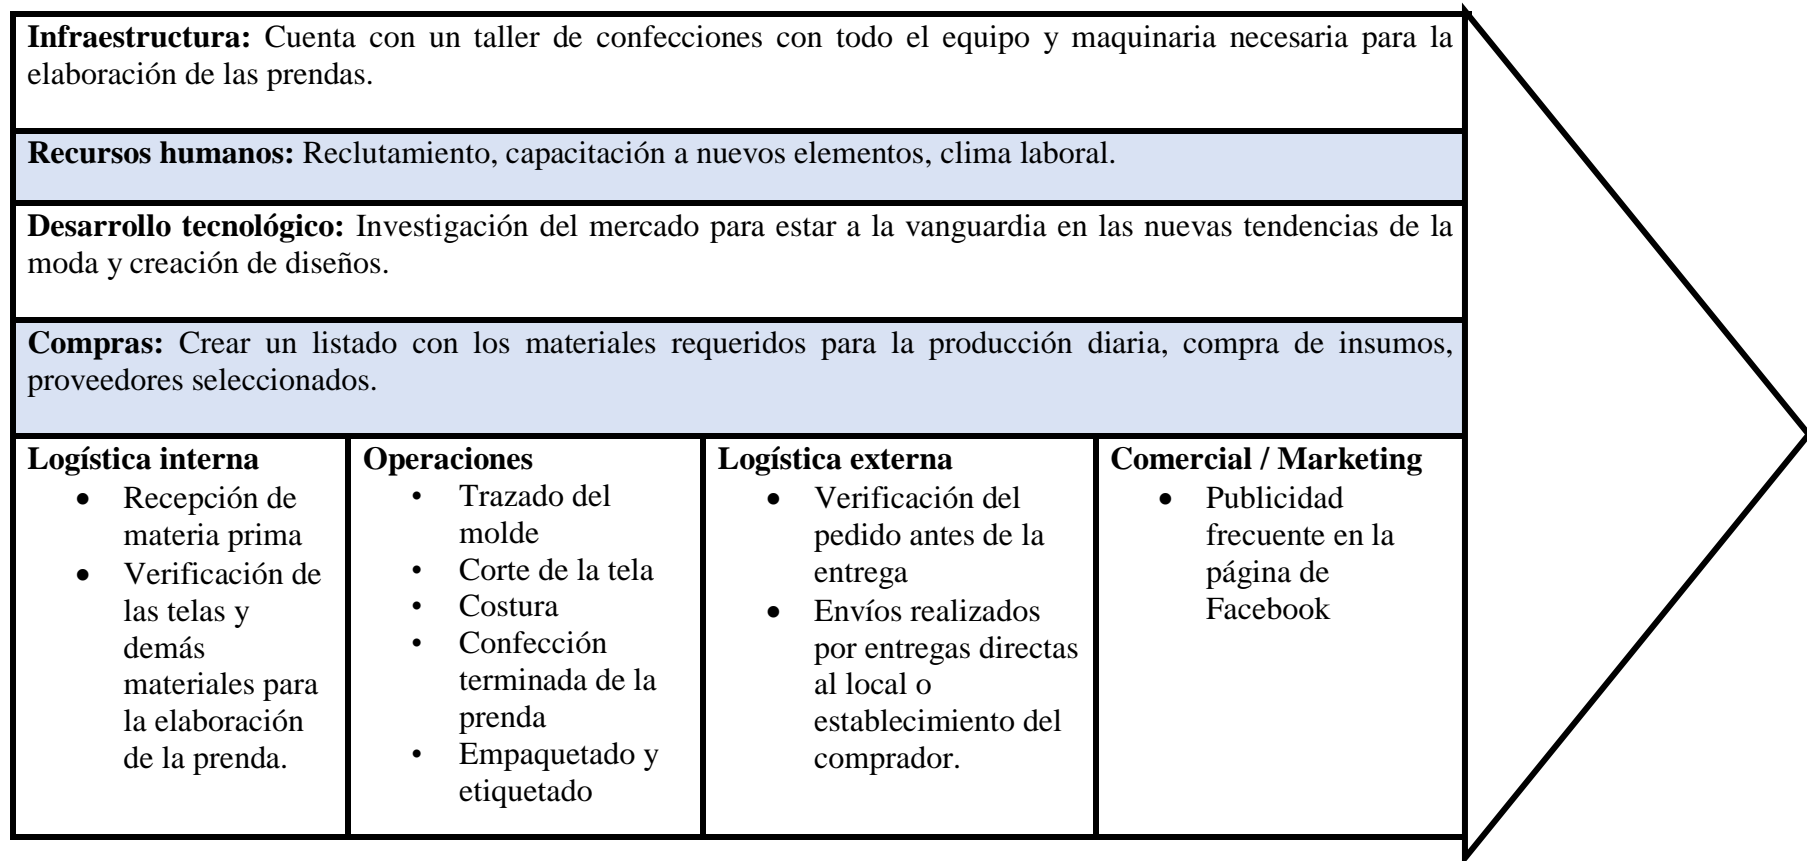 Infraestructura: Cuenta con un taller de confecciones con todo el equipo y maquinaria necesaria para la
elaboración de las prendas.
Recursos humanos: Reclutamiento, capacitación a nuevos elementos, clima laboral.
Desarrollo tecnológico: Investigación del mercado para estar a la vanguardia en las nuevas tendencias de la
moda y creación de diseños.
Compras: Crear un listado con los materiales requeridos para la producción diaria, compra de insumos,
proveedores seleccionados.
Logística interna
• Recepción de
materia prima
• Verificación de
las telas y
demás
materiales para
la elaboración
de la prenda.
Operaciones
• Trazado del
molde
• Corte de la tela
• Costura
• Confección
terminada de la
prenda
• Empaquetado y
etiquetado
Logística externa
• Verificación del
pedido antes de la
entrega
• Envíos realizados
por entregas directas
al local o
establecimiento del
comprador.
Comercial / Marketing
• Publicidad
frecuente en la
página de
Facebook